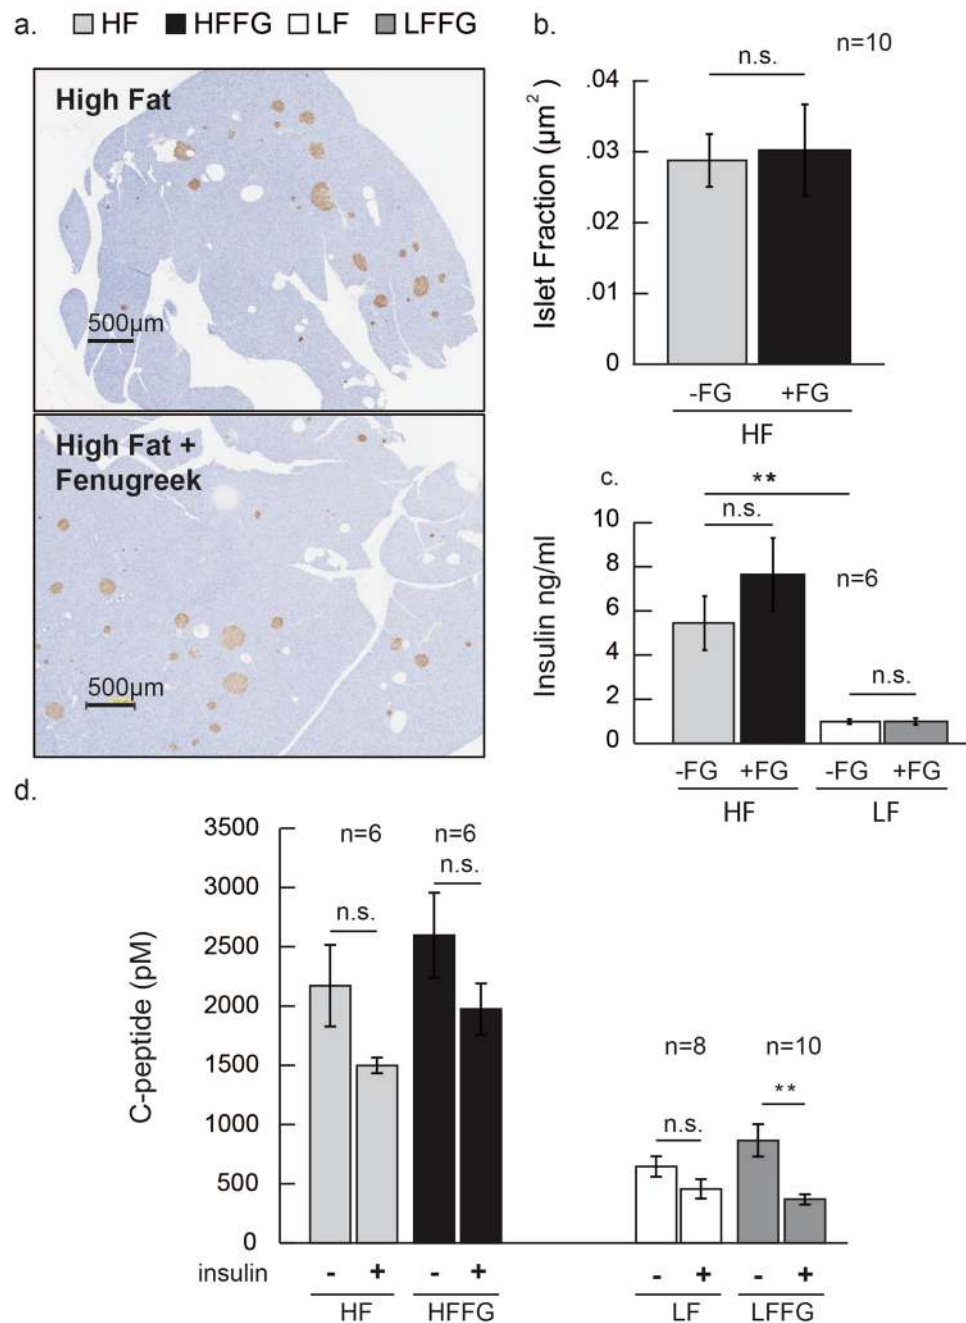 a. HF HFFG LF LFFG
High Fat
500µm
High Fat +
Fenugreek
500µm
b.
n=10
n.s.
.04
.03
.02
.01
0
Islet Fraction (µm²)
-FG +FG
HF
c.
**
n.s.
n=6
n.s.
10
8
6
4
2
0
Insulin ng/ml
-FG +FG -FG +FG
HF LF
d.
3500
3000
2500
2000
1500
1000
500
0
C-peptide (pM)
n=6 n=6
n.s.
n.s.
n=8 n=10
**
n.s.
insulin - + - + - + - +
HF HFFG LF LFFG